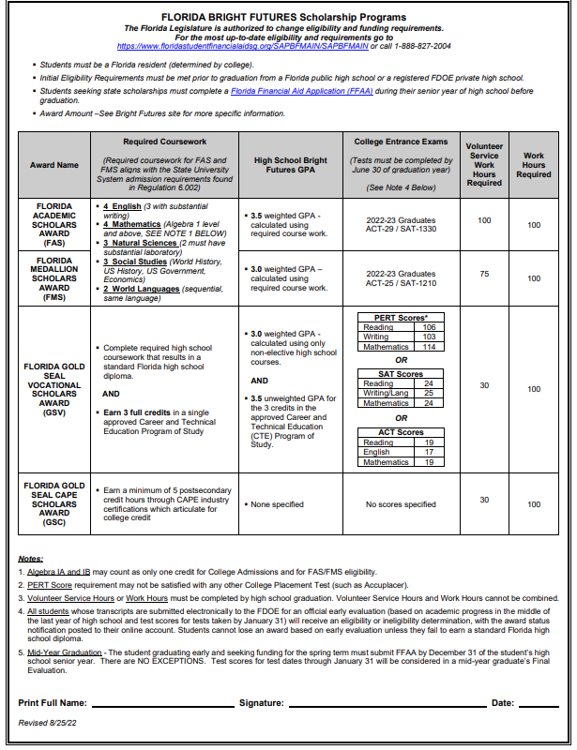 FLORIDA BRIGHT FUTURES Scholarship Programs
The Florida Legislature is authorized to change eligibility and funding requirements.
For the most up-to-date eligibility and requirements go to
https://www.floridastudentfinancialaidsg.org/SAPBFMAIN/SAPBFMAIN or call 1-888-827-2004
▪ Students must be a Florida resident (determined by college).
▪ Initial Eligibility Requirements must be met prior to graduation from a Florida public high school or a registered FDOE private high school.
▪ Students seeking state scholarships must complete a Florida Financial Aid Application (FFAA) during their senior year of high school before
graduation.
▪ Award Amount –See Bright Futures site for more specific information.
Award Name
Required Coursework
(Required coursework for FAS and
FMS aligns with the State University
System admission requirements found
in Regulation 6.002)
High School Bright
Futures GPA
College Entrance Exams
(Tests must be completed by
June 30 of graduation year)
(See Note 4 Below)
Volunteer
Service
Work
Hours
Required
Work
Hours
Required
FLORIDA
ACADEMIC
SCHOLARS
AWARD
(FAS)
▪ 4 English (3 with substantial
writing)
▪ 4 Mathematics (Algebra 1 level
and above, SEE NOTE 1 BELOW)
▪ 3 Natural Sciences (2 must have
substantial laboratory)
▪ 3 Social Studies (World History,
US History, US Government,
Economics)
▪ 2 World Languages (sequential,
same language)
▪ 3.5 weighted GPA -
calculated using
required course work.
2022-23 Graduates
ACT-29 / SAT-1330
100
100
FLORIDA
MEDALLION
SCHOLARS
AWARD
(FMS)
▪ 3.0 weighted GPA –
calculated using
required course work.
2022-23 Graduates
ACT-25 / SAT-1210
75
100
FLORIDA GOLD
SEAL
VOCATIONAL
SCHOLARS
AWARD
(GSV)
▪ Complete required high school
coursework that results in a
standard Florida high school
diploma.
AND
▪ Earn 3 full credits in a single
approved Career and Technical
Education Program of Study
▪ 3.0 weighted GPA -
calculated using only
non-elective high school
courses.
AND
▪ 3.5 unweighted GPA for
the 3 credits in the
approved Career and
Technical Education
(CTE) Program of
Study.
PERT Scores*
Reading 106
Writing 103
Mathematics 114
OR
SAT Scores
Reading 24
Writing/Lang 25
Mathematics 24
OR
ACT Scores
Reading 19
English 17
Mathematics 19
30
100
FLORIDA GOLD
SEAL CAPE
SCHOLARS
AWARD
(GSC)
▪ Earn a minimum of 5 postsecondary
credit hours through CAPE industry
certifications which articulate for
college credit
▪ None specified
No scores specified
30
100
Notes:
1. Algebra IA and IB may count as only one credit for College Admissions and for FAS/FMS eligibility.
2. PERT Score requirement may not be satisfied with any other College Placement Test (such as Accuplacer).
3. Volunteer Service Hours or Work Hours must be completed by high school graduation. Volunteer Service Hours and Work Hours cannot be combined.
4. All students whose transcripts are submitted electronically to the FDOE for an official early evaluation (based on academic progress in the middle of
the last year of high school and test scores for tests taken by January 31) will receive an eligibility or ineligibility determination, with the award status
notification posted to their online account. Students cannot lose an award based on early evaluation unless they fail to earn a standard Florida high
school diploma.
5. Mid-Year Graduation - The student graduating early and seeking funding for the spring term must submit FFAA by December 31 of the student's high
school senior year. There are NO EXCEPTIONS. Test scores for test dates through January 31 will be considered in a mid-year graduate's Final
Evaluation.
Print Full Name: Signature: Date:
Revised 8/25/22